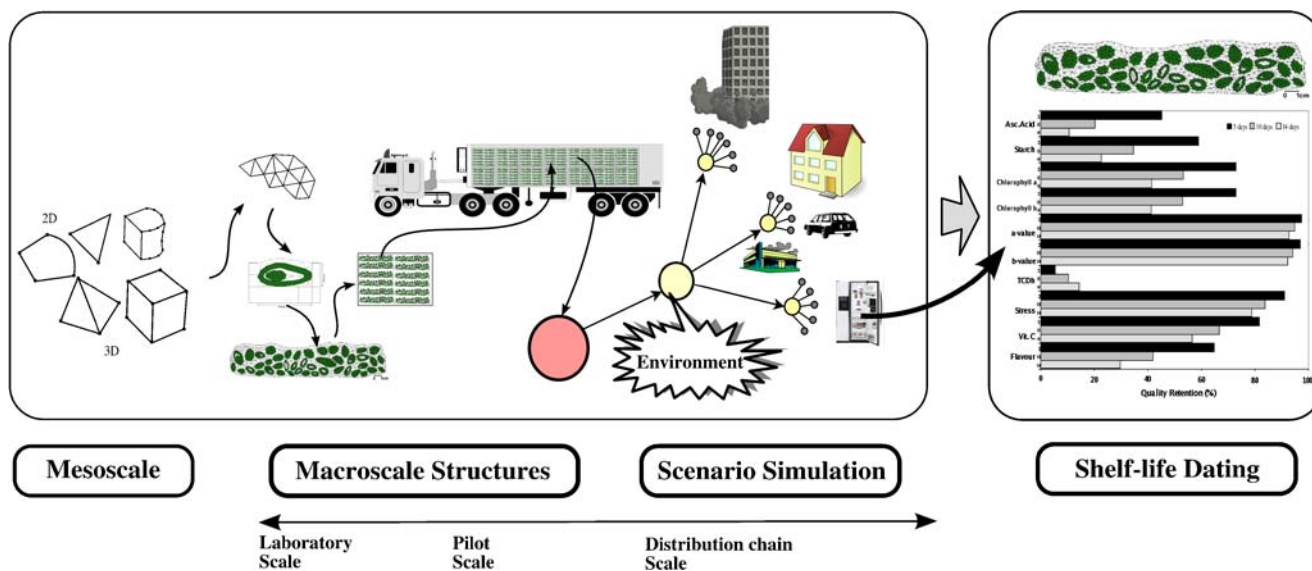 2D
3D
Environment
Asc.Acid
Starch
Chlorophyll a
Chlorophyll b
a-value
b-value
TCDh
Stress
Vit. C
Flavour
0 20 40 60 80 100
Quality Retention (%)
Mesoscale
Macroscale Structures
Scenario Simulation
Shelf-life Dating
Laboratory
Scale
Pilot
Scale
Distribution chain
Scale